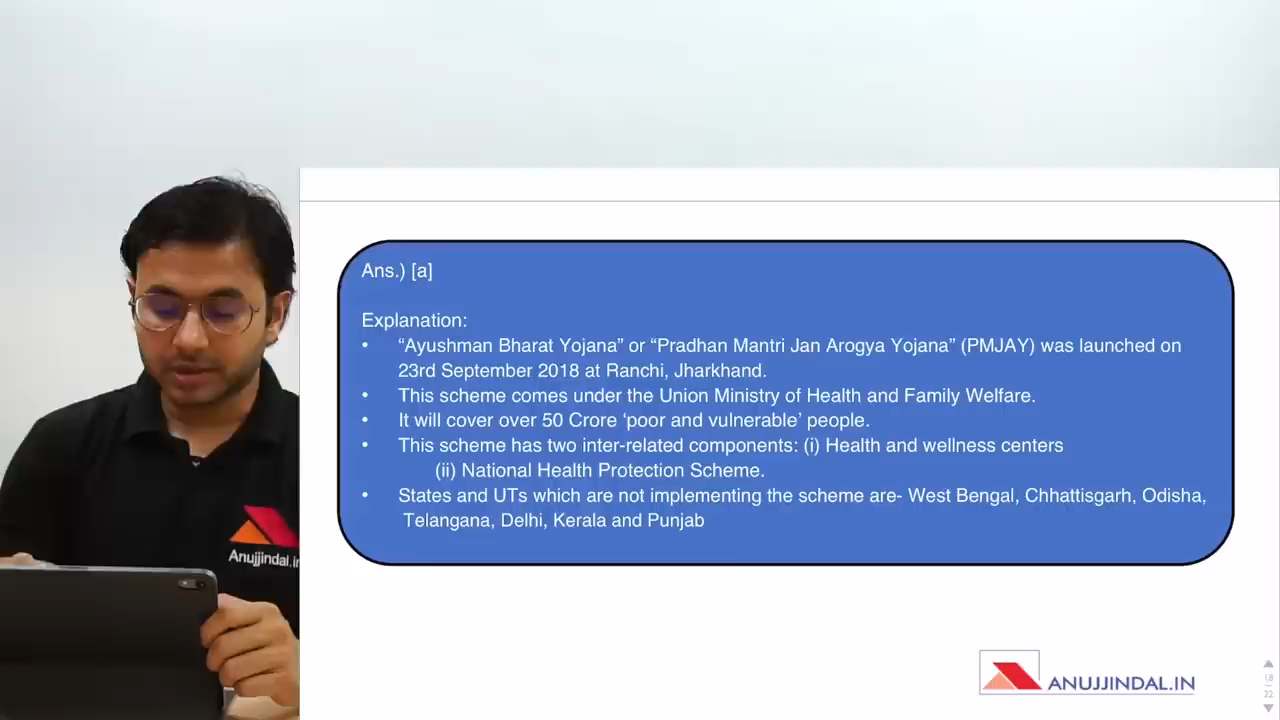 Ans.) [a]
Explanation:
• “Ayushman Bharat Yojana” or “Pradhan Mantri Jan Arogya Yojana” (PMJAY) was launched on
23rd September 2018 at Ranchi, Jharkhand.
• This scheme comes under the Union Ministry of Health and Family Welfare.
• It will cover over 50 Crore ‘poor and vulnerable’ people.
• This scheme has two inter-related components: (i) Health and wellness centers
(ii) National Health Protection Scheme.
• States and UTs which are not implementing the scheme are- West Bengal, Chhattisgarh, Odisha,
Telangana, Delhi, Kerala and Punjab
Anujjindal.in
ANUJJINDAL.IN
18
22